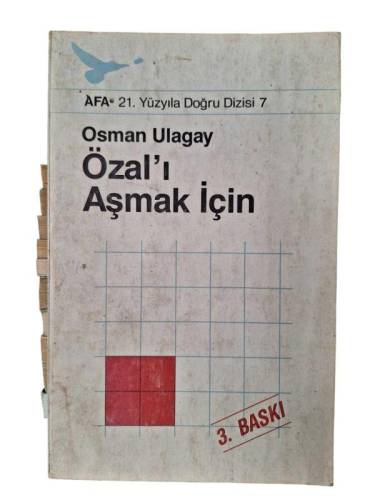 AFA® 21. Yüzyıla Doğru Dizisi 7
Osman Ulagay
Özal'ı
Aşmak İçin
3. BASKI